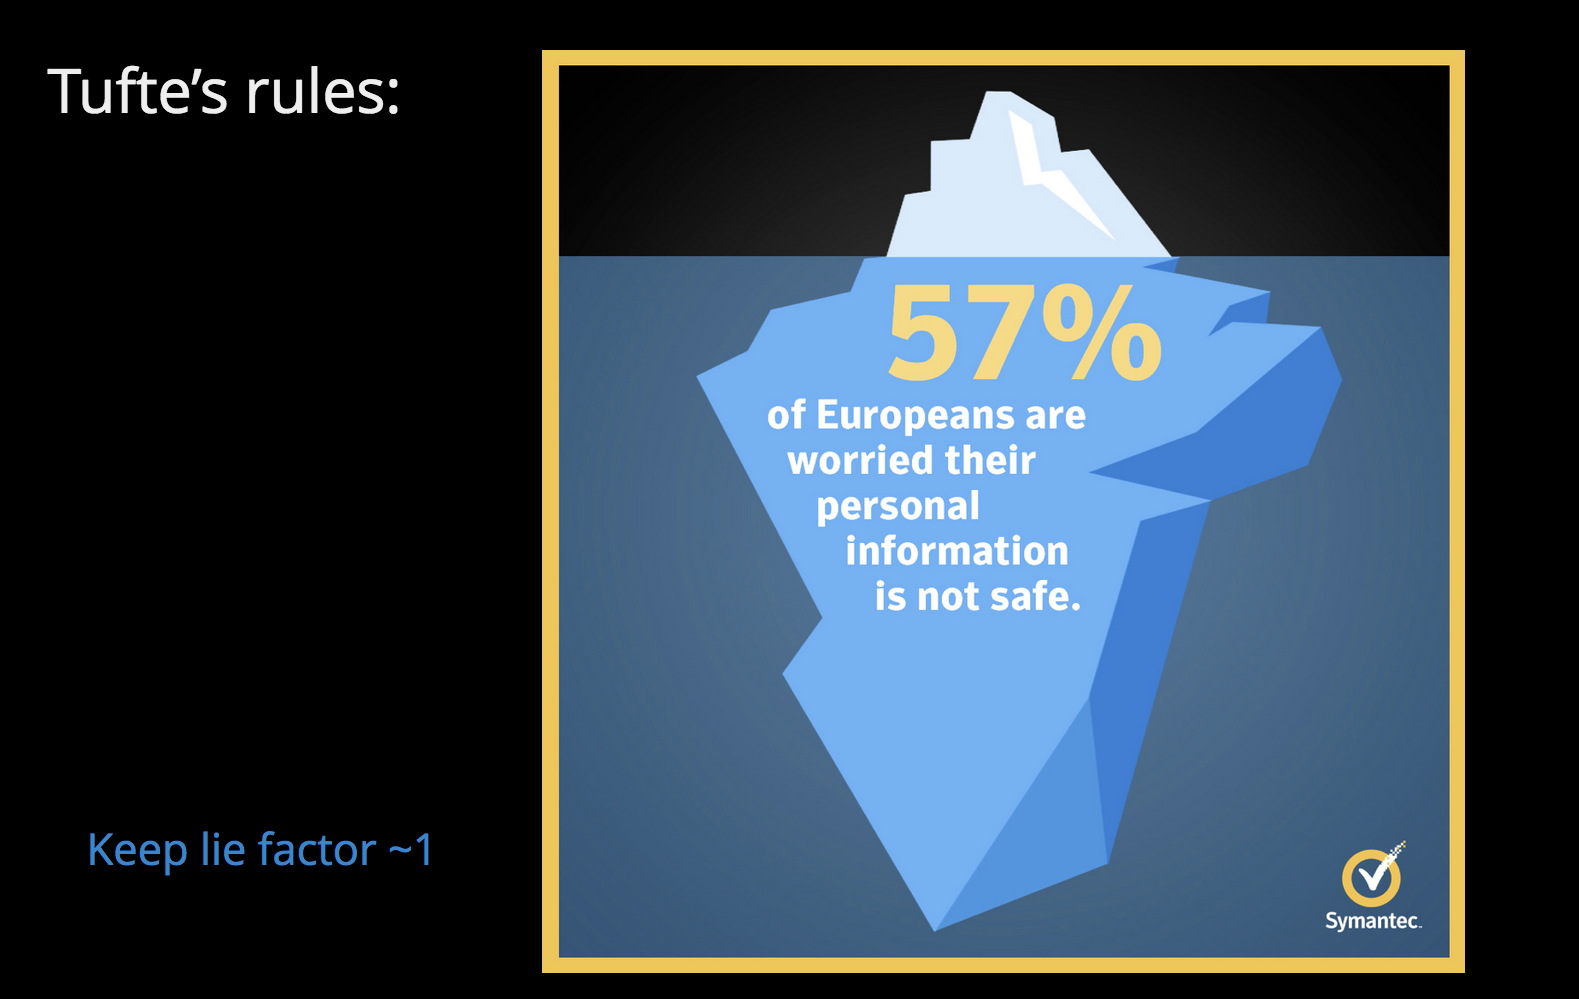 Tufte’s rules:
57%
of Europeans are
worried their
personal
information
is not safe.
Keep lie factor ~1
Symantec.